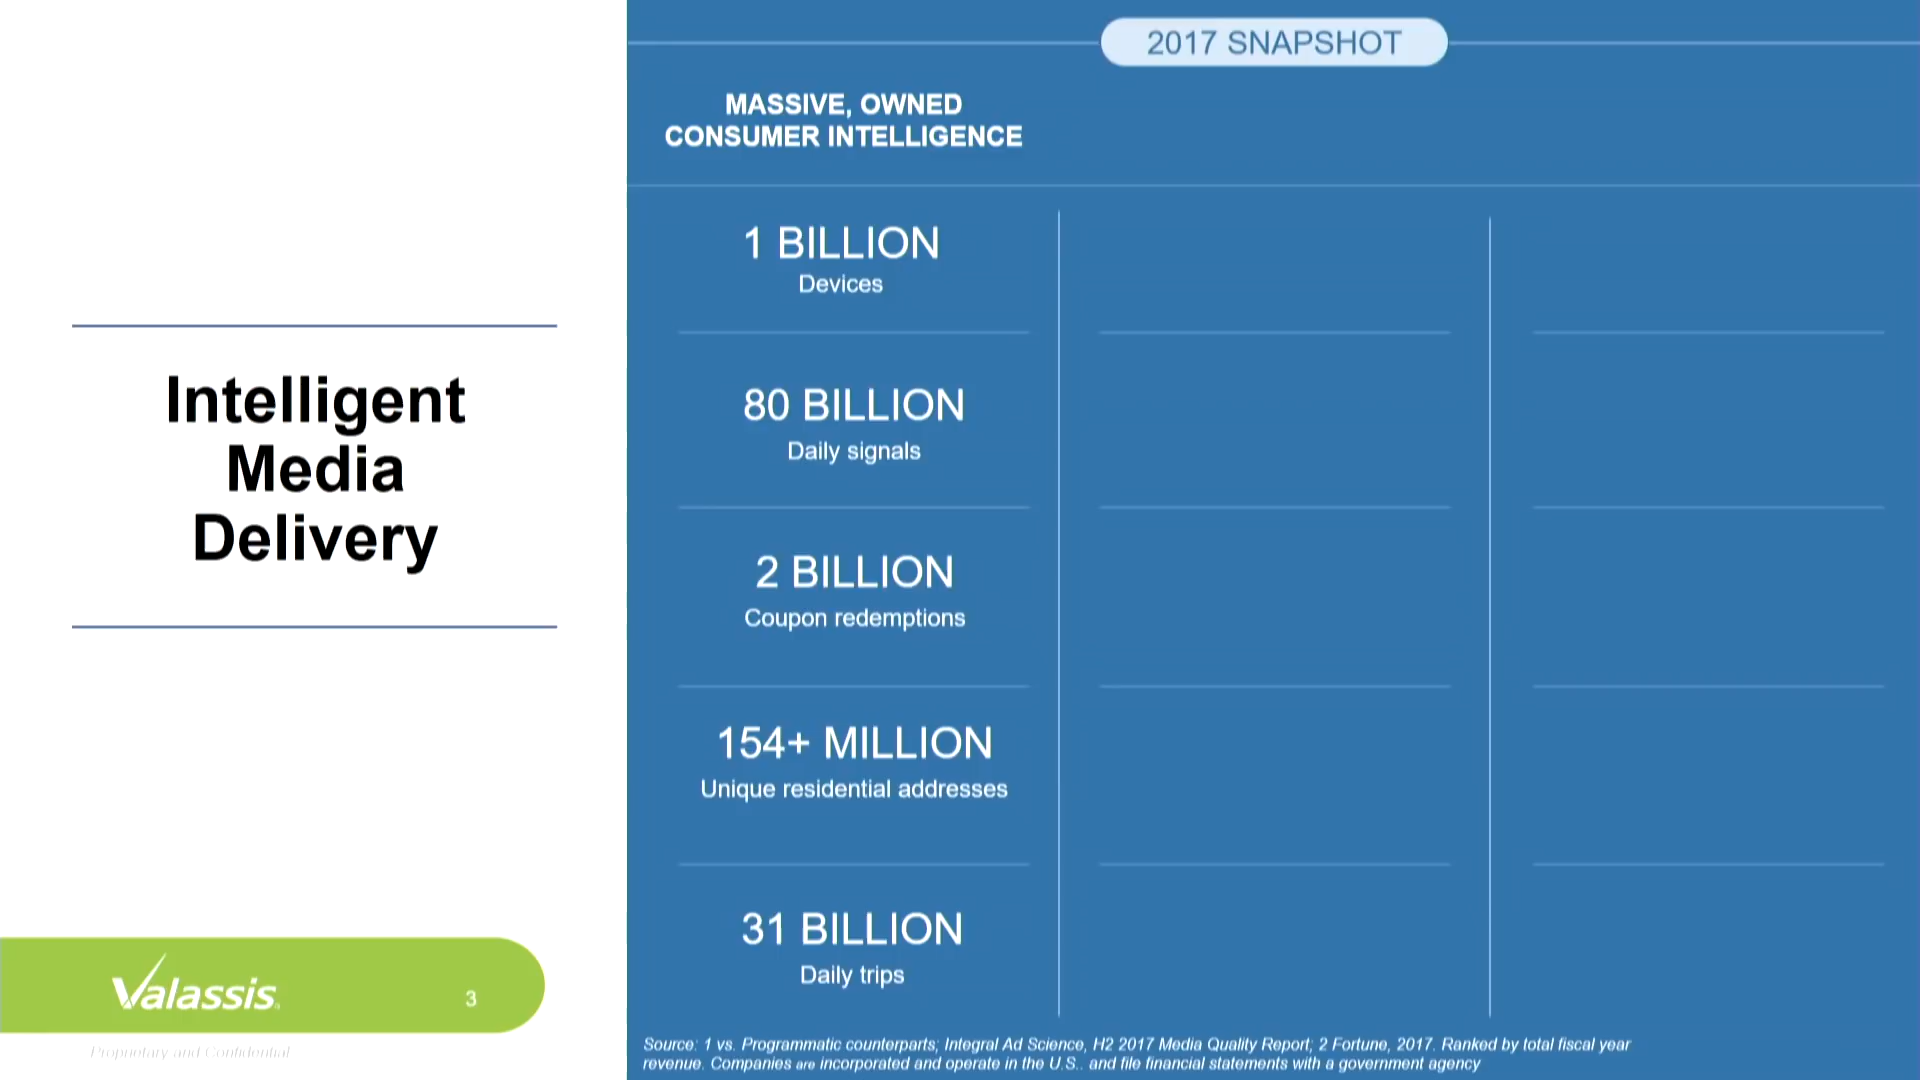 2017 SNAPSHOT
MASSIVE, OWNED
CONSUMER INTELLIGENCE
1 BILLION
Devices
80 BILLION
Daily signals
2 BILLION
Coupon redemptions
154+ MILLION
Unique residential addresses
31 BILLION
Daily trips
Intelligent
Media
Delivery
Valassis
3
Proprietary and Confidential
Source: 1 vs. Programmatic counterparts; Integral Ad Science, H2 2017 Media Quality Report; 2 Fortune, 2017. Ranked by total fiscal year
revenue. Companies are incorporated and operate in the U.S.. and file financial statements with a government agency